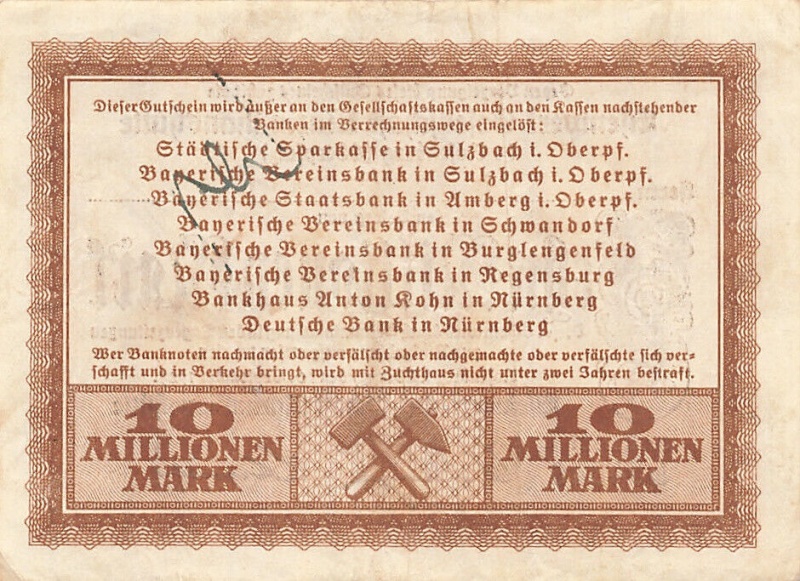 Dieser Gutschein wird außer an den Gesellschaftskassen auch an den Kassen nachstehender
Banken im Verrechnungswege eingelöst:
Städtische Sparkasse in Sulzbach i. Oberpf.
Bayerische Vereinsbank in Sulzbach i. Oberpf.
Bayerische Staatsbank in Amberg i. Oberpf.
Bayerische Vereinsbank in Schwandorf
Bayerische Vereinsbank in Burglengenfeld
Bayerische Vereinsbank in Regensburg
Bankhaus Anton Kohn in Nürnberg
Deutsche Bank in Nürnberg
Wer Banknoten nachmacht oder verfälscht oder nachgemachte oder verfälschte sich ver-
schafft und in Verkehr bringt, wird mit Zuchthaus nicht unter zwei Jahren bestraft.
10
MILLIONEN
MARK
10
MILLIONEN
MARK